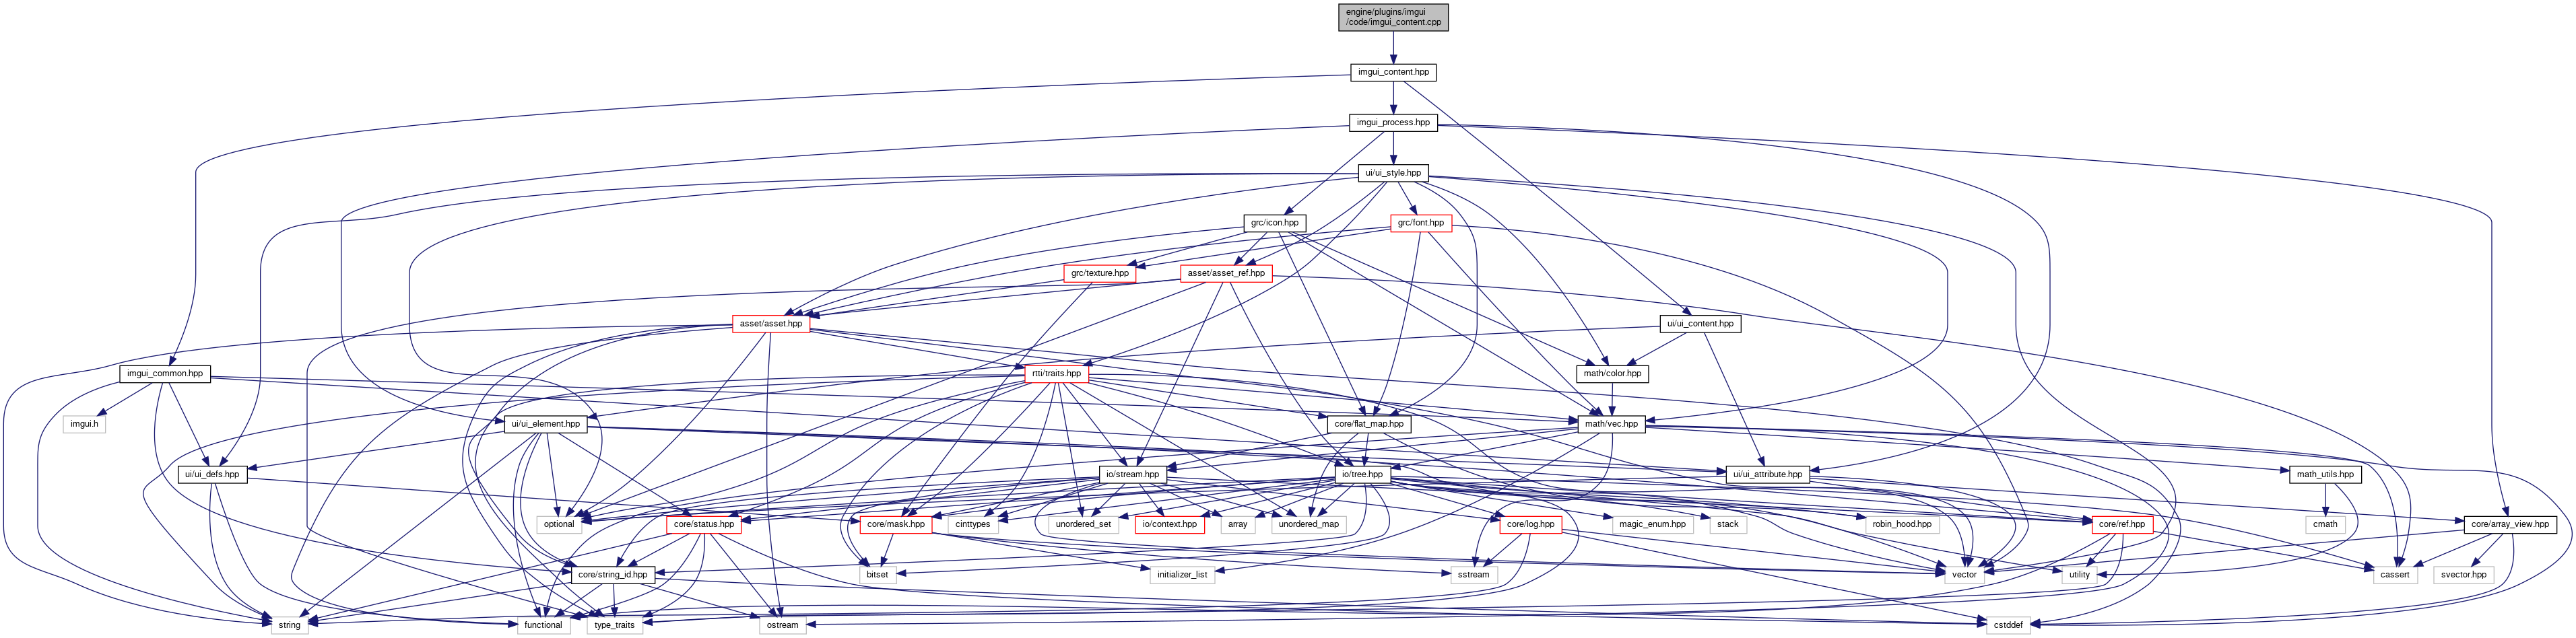 engine/plugins/imgui
/code/imgui_content.cpp
imgui_content.hpp
imgui_process.hpp
ui/ui_style.hpp
grc/icon.hpp
grc/font.hpp
grc/texture.hpp
asset/asset_ref.hpp
asset/asset.hpp
ui/ui_content.hpp
imgui_common.hpp
rtti/traits.hpp
math/color.hpp
imgui.h
ui/ui_element.hpp
core/flat_map.hpp
math/vec.hpp
ui/ui_defs.hpp
io/stream.hpp
io/tree.hpp
ui/ui_attribute.hpp
math_utils.hpp
optional
core/status.hpp
core/mask.hpp
cinttypes
unordered_set
io/context.hpp
array
unordered_map
core/log.hpp
magic_enum.hpp
stack
robin_hood.hpp
core/ref.hpp
cmath
core/array_view.hpp
core/string_id.hpp
bitset
initializer_list
sstream
vector
utility
cassert
svector.hpp
string
functional
type_traits
ostream
cstddef